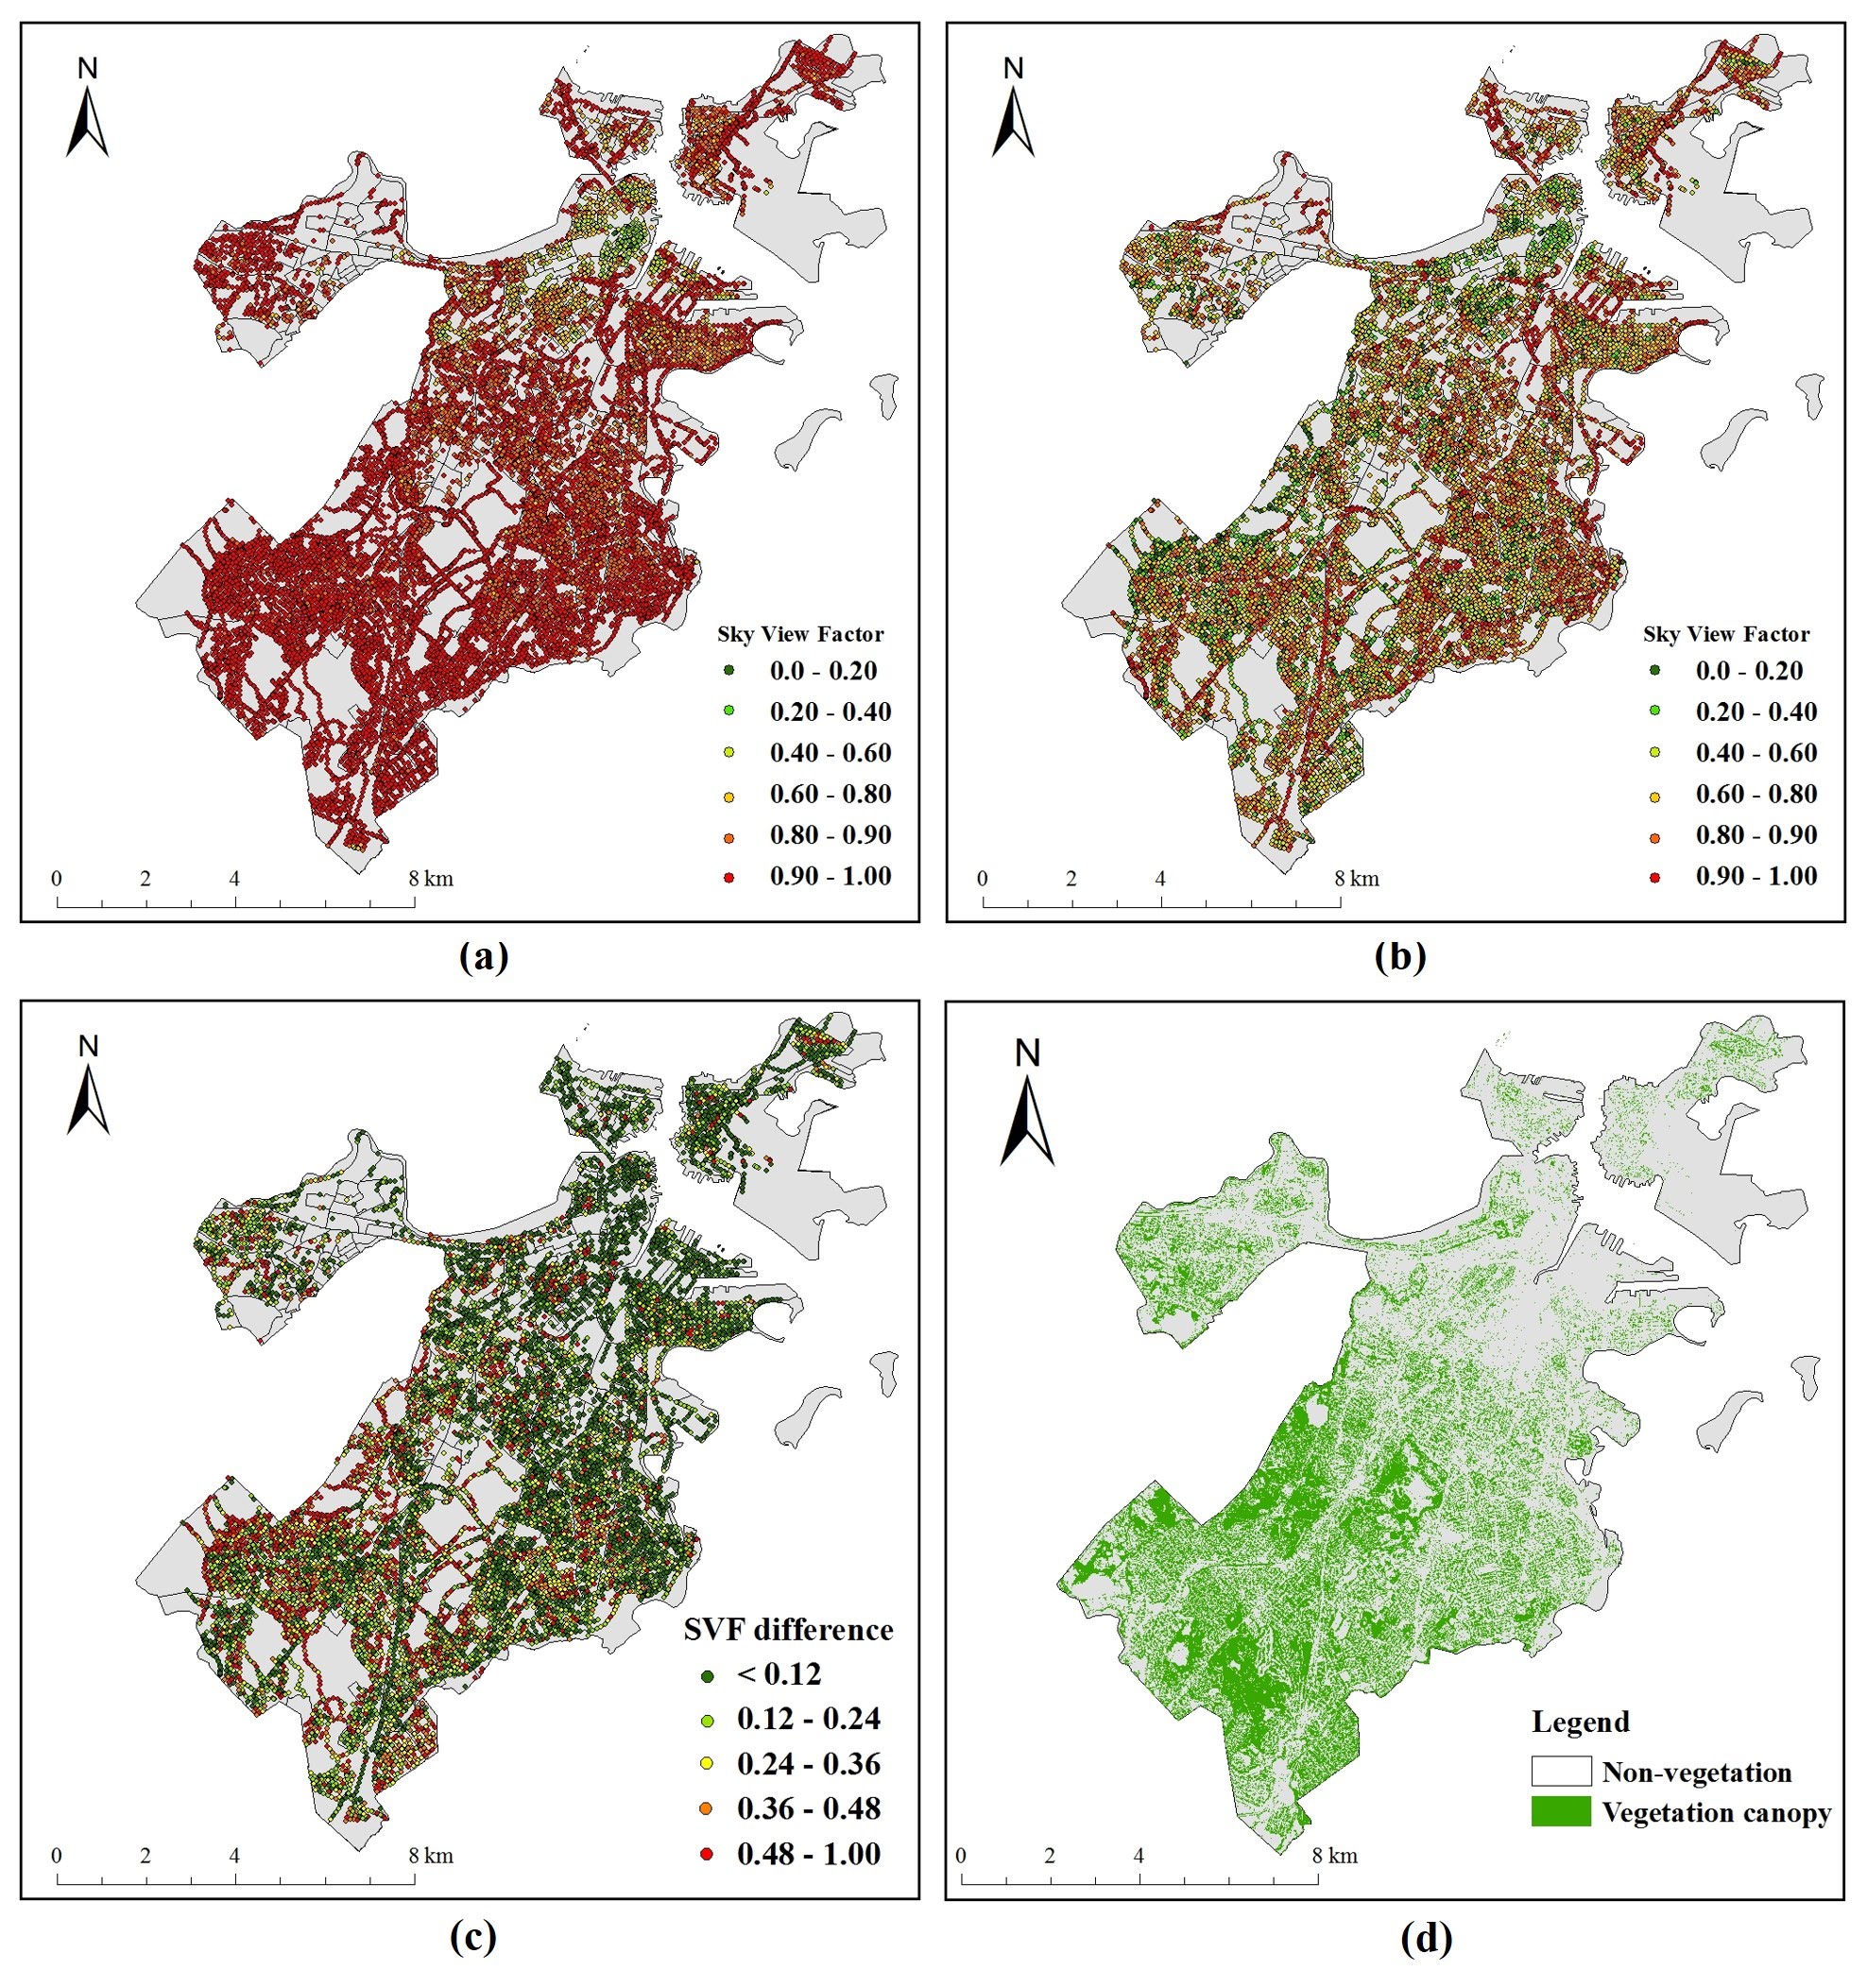 N
Sky View Factor
0.0 - 0.20
0.20 - 0.40
0.40 - 0.60
0.60 - 0.80
0.80 - 0.90
0.90 - 1.00
0 2 4 8 km
(a)
N
Sky View Factor
0.0 - 0.20
0.20 - 0.40
0.40 - 0.60
0.60 - 0.80
0.80 - 0.90
0.90 - 1.00
0 2 4 8 km
(b)
N
SVF difference
< 0.12
0.12 - 0.24
0.24 - 0.36
0.36 - 0.48
0.48 - 1.00
0 2 4 8 km
(c)
N
Legend
Non-vegetation
Vegetation canopy
0 2 4 8 km
(d)